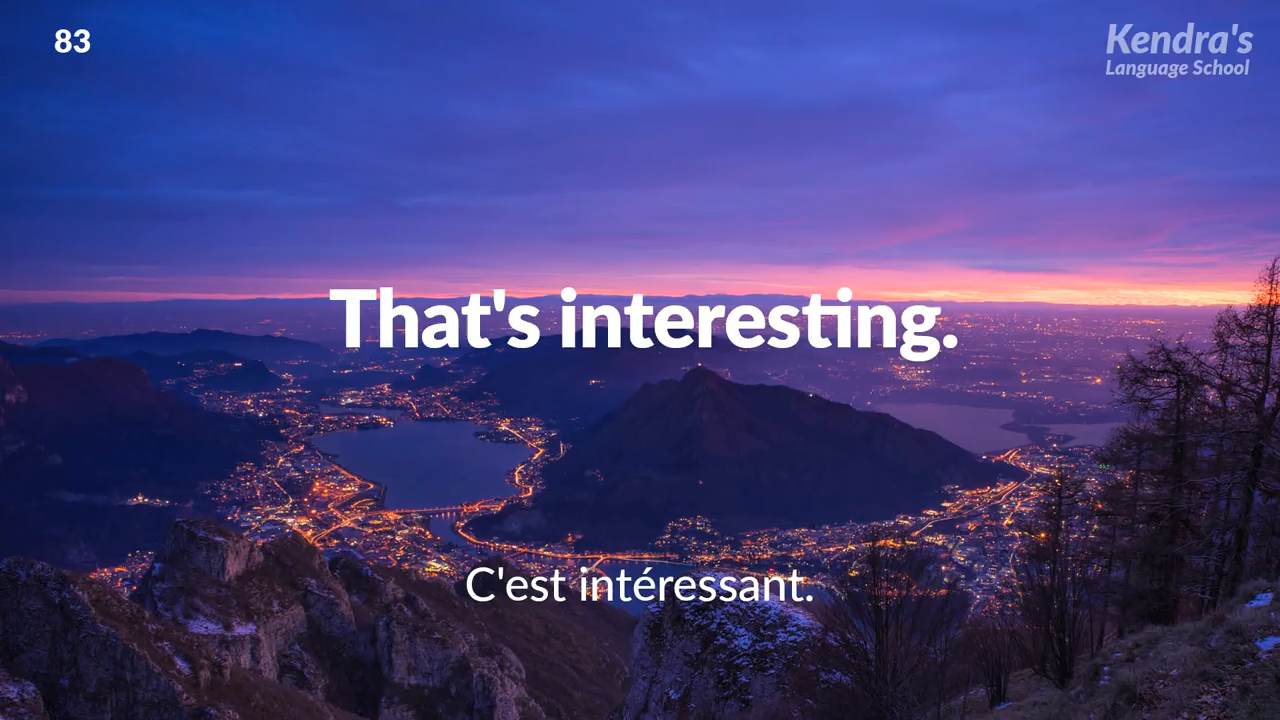 83
Kendra's
Language School
That's interesting.
C'est intéressant.